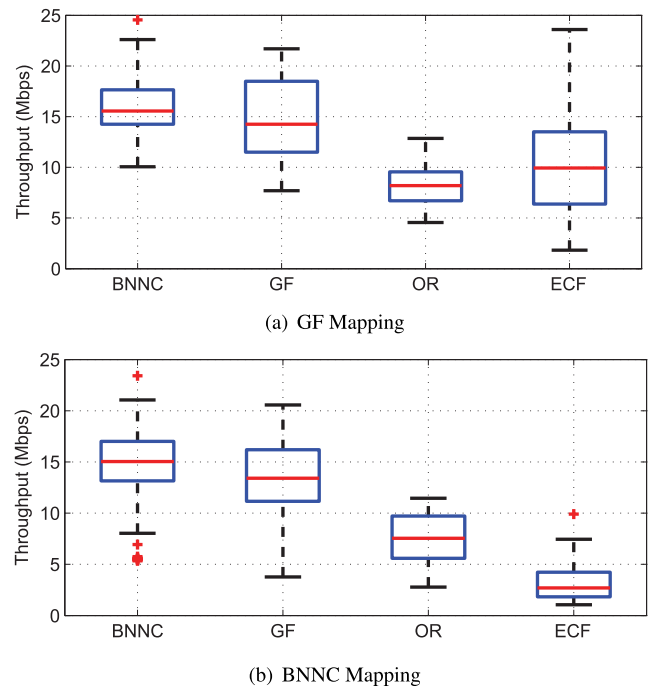 25
20
15
10
5
0
Throughput (Mbps)
BNNC GF OR ECF
(a) GF Mapping
25
20
15
10
5
0
Throughput (Mbps)
BNNC GF OR ECF
(b) BNNC Mapping